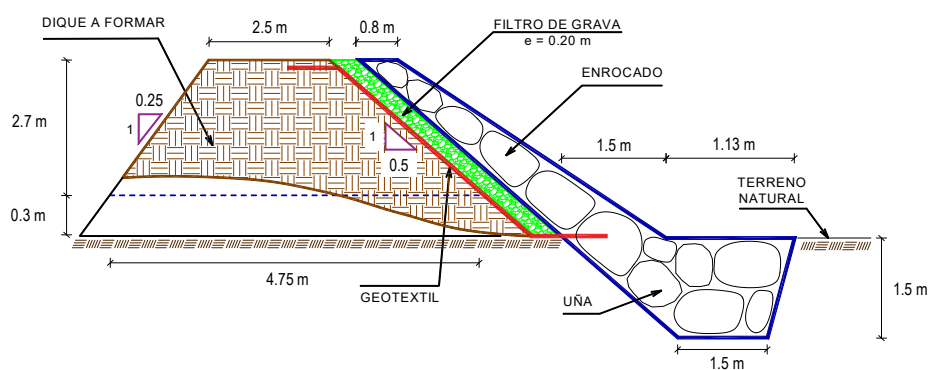 DIQUE A FORMAR
2.5 m
0.8 m
FILTRO DE GRAVA
e = 0.20 m
ENROCADO
0.25
1
2.7 m
1
0.5
1.5 m
1.13 m
TERRENO
NATURAL
0.3 m
4.75 m
GEOTEXTIL
UÑA
1.5 m
1.5 m